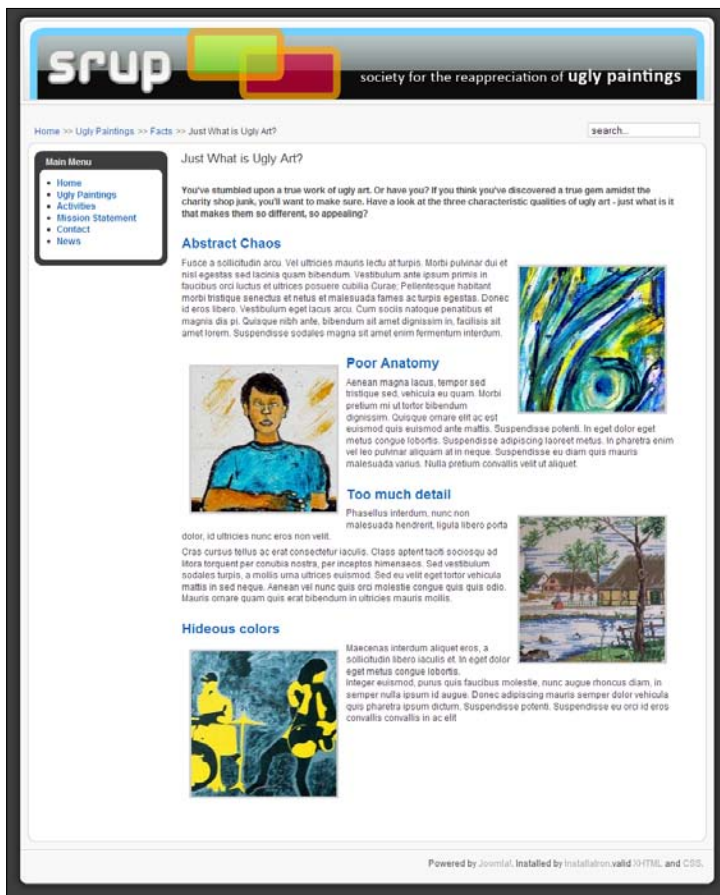 srup
society for the reappreciation of ugly paintings
Home >> Ugly Paintings >> Facts >> Just What is Ugly Art?
search...
Main Menu
Home
Ugly Paintings
Activities
Mission Statement
Contact
News
Just What is Ugly Art?
You've stumbled upon a true work of ugly art. Or have you? If you think you've discovered a true gem amidst the
charity shop junk, you'll want to make sure. Have a look at the three characteristic qualities of ugly art - just what is it
that makes them so different, so appealing?
Abstract Chaos
Fusce a sollicitudin arcu. Vel ultricies mauris lectu at turpis. Morbi pulvinar dui et
nisl egestas sed lacinia quam bibendum. Vestibulum ante ipsum primis in
faucibus orci luctus et ultrices posuere cubilia Curae; Pellentesque habitant
morbi tristique senectus et netus et malesuada fames ac turpis egestas. Donec
id eros libero. Vestibulum eget lacus arcu. Cum sociis natoque penatibus et
magnis dis pi. Quisque nibh ante, bibendum sit amet dignissim in, facilisis sit
amet lorem. Suspendisse sodales magna sit amet enim fermentum interdum.
Poor Anatomy
Aenean magna lacus, tempor sed
tristique sed, vehicula eu quam. Morbi
pretium mi ut tortor bibendum
dignissim. Quisque ornare elit ac est
euismod quis euismod ante mattis. Suspendisse potenti. In eget dolor eget
metus congue lobortis. Suspendisse adipiscing laoreet metus. In pharetra enim
vel leo pulvinar aliquam at in neque. Suspendisse eu diam quis mauris
malesuada varius. Nulla pretium convallis velit ut aliquet.
Too much detail
Phasellus interdum, nunc non
malesuada hendrerit, ligula libero porta
dolor, id ultricies nunc eros non velit.
Cras cursus tellus ac erat consectetur iaculis. Class aptent taciti sociosqu ad
litora torquent per conubia nostra, per inceptos himenaeos. Sed vestibulum
sodales turpis, a mollis urna ultrices euismod. Sed eu velit eget tortor vehicula
mattis in sed neque. Aenean vel nunc quis orci molestie congue quis quis odio.
Mauris ornare quam quis erat bibendum in ultricies mauris mollis.
Hideous colors
Maecenas interdum aliquet eros, a
sollicitudin libero iaculis et. In eget dolor
eget metus congue lobortis.
Integer euismod, purus quis faucibus molestie, nunc augue rhoncus diam, in
semper nulla ipsum id augue. Donec adipiscing mauris semper dolor vehicula
quis pharetra ipsum dictum. Suspendisse potenti. Suspendisse eu orci id eros
convallis convallis in ac elit
Powered by Joomla!. Installed by Installatron.valid XHTML and CSS.